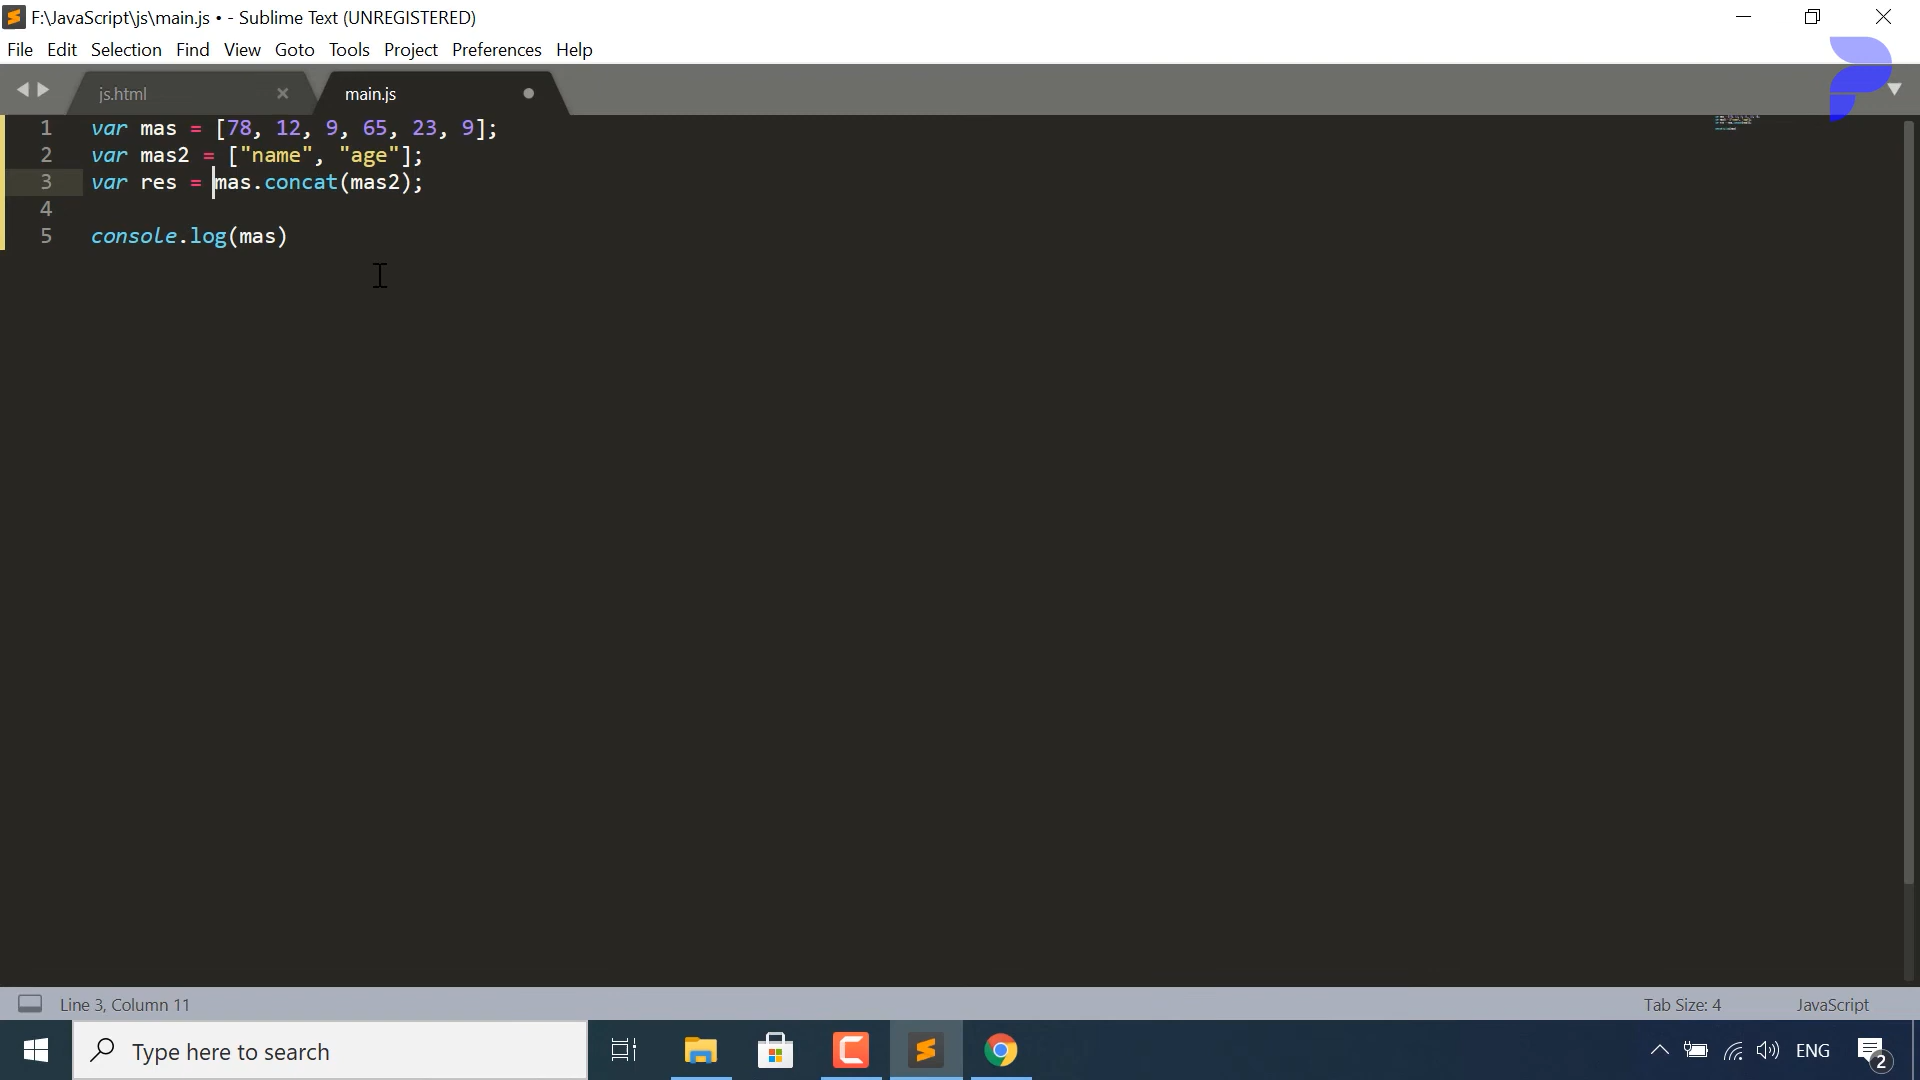 F:\JavaScript\js\main.js • - Sublime Text (UNREGISTERED)
File Edit Selection Find View Goto Tools Project Preferences Help
js.html main.js
1 var mas = [78, 12, 9, 65, 23, 9];
2 var mas2 = ["name", "age"];
3 var res = mas.concat(mas2);
4
5 console.log(mas)
Line 3, Column 11 Tab Size: 4 JavaScript
Type here to search ENG 2